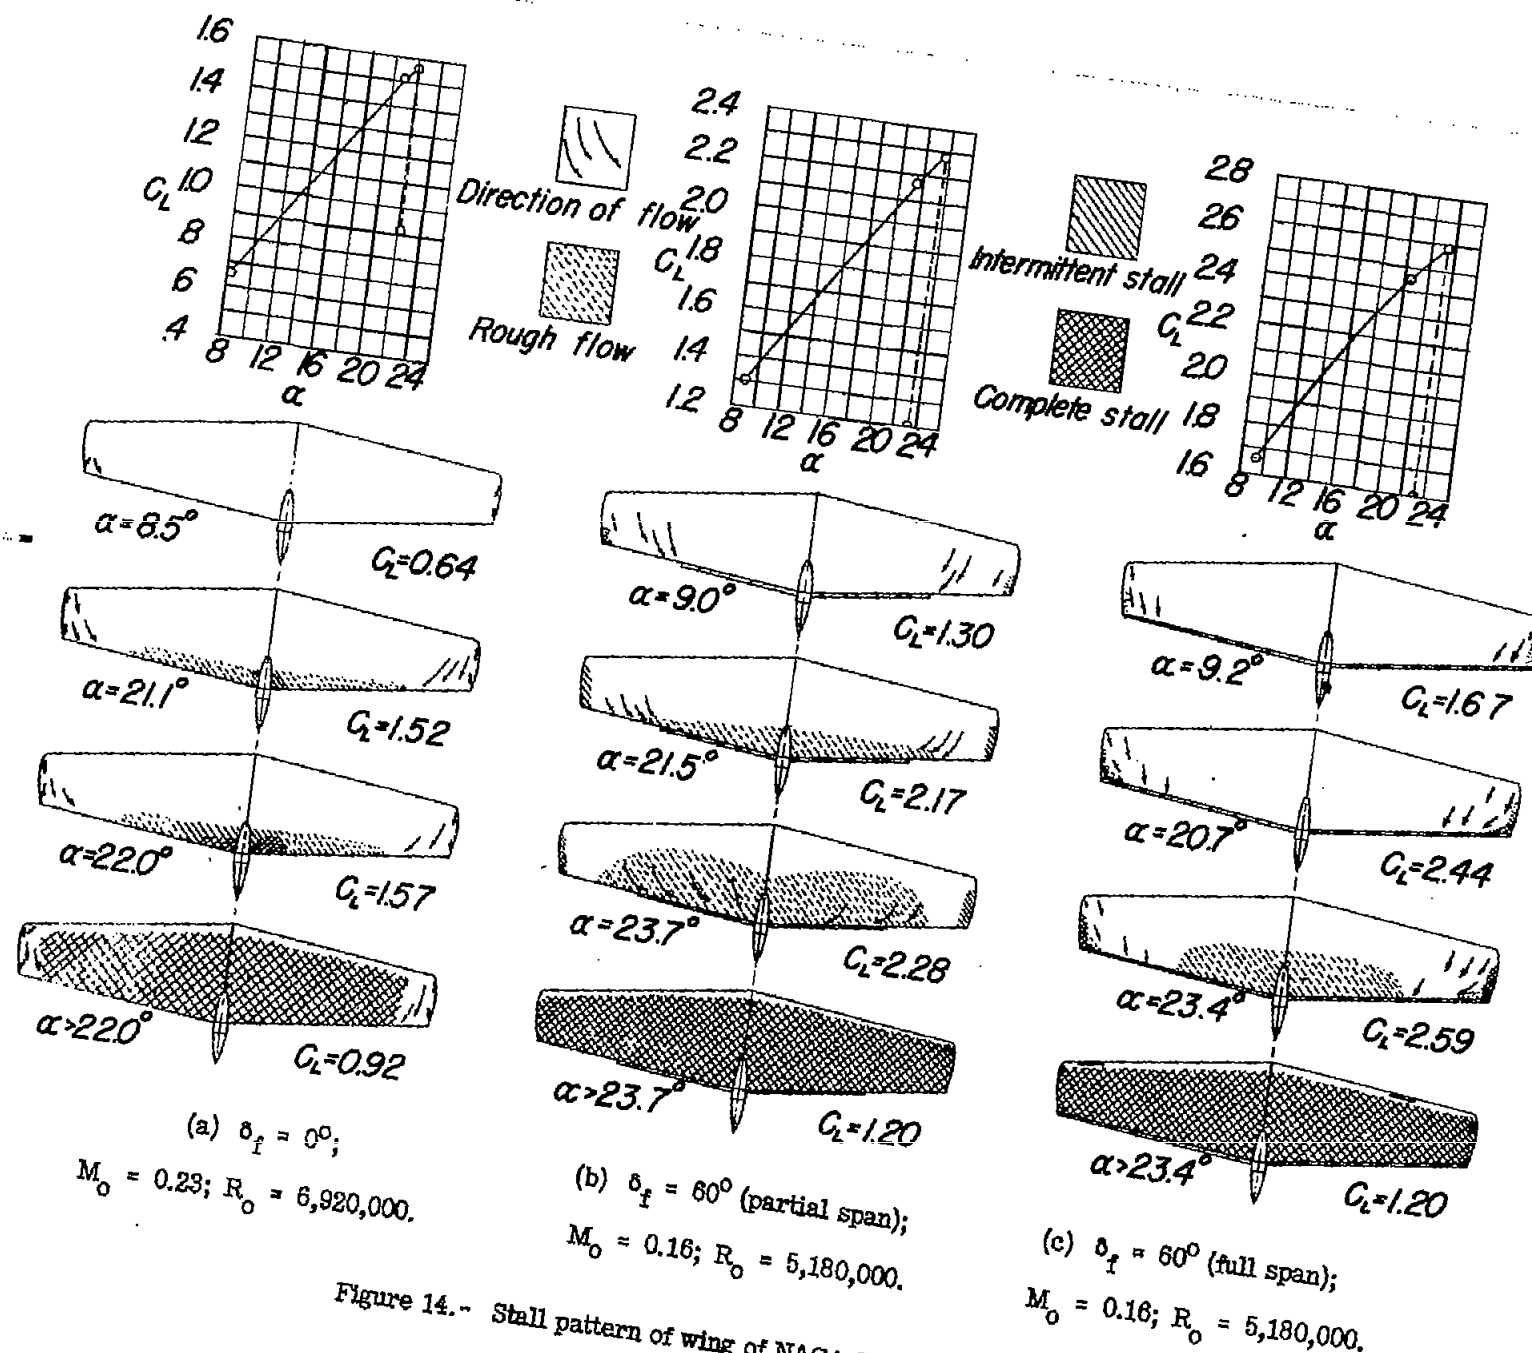 1.6
1.4
1.2
1.0
.8
.6
.4
C_L
8 12 16 20 24
α
Direction of flow
Rough flow
2.4
2.2
2.0
1.8
1.6
1.4
1.2
C_L
8 12 16 20 24
α
Intermittent stall
Complete stall
2.8
2.6
2.4
2.2
2.0
1.8
1.6
C_L
8 12 16 20 24
α
α=8.5°
C_L=0.64
α=21.1°
C_L=1.52
α=22.0°
C_L=1.57
α>22.0°
C_L=0.92
(a) δ_f = 0°;
M_o = 0.23; R_o = 6,920,000.
α=9.0°
C_L=1.30
α=21.5°
C_L=2.17
α=23.7°
C_L=2.28
α>23.7°
C_L=1.20
(b) δ_f = 60° (partial span);
M_o = 0.16; R_o = 5,180,000.
α=9.2°
C_L=1.67
α=20.7°
C_L=2.44
α=23.4°
C_L=2.59
α>23.4°
C_L=1.20
(c) δ_f = 60° (full span);
M_o = 0.16; R_o = 5,180,000.
Figure 14.- Stall pattern of wing of